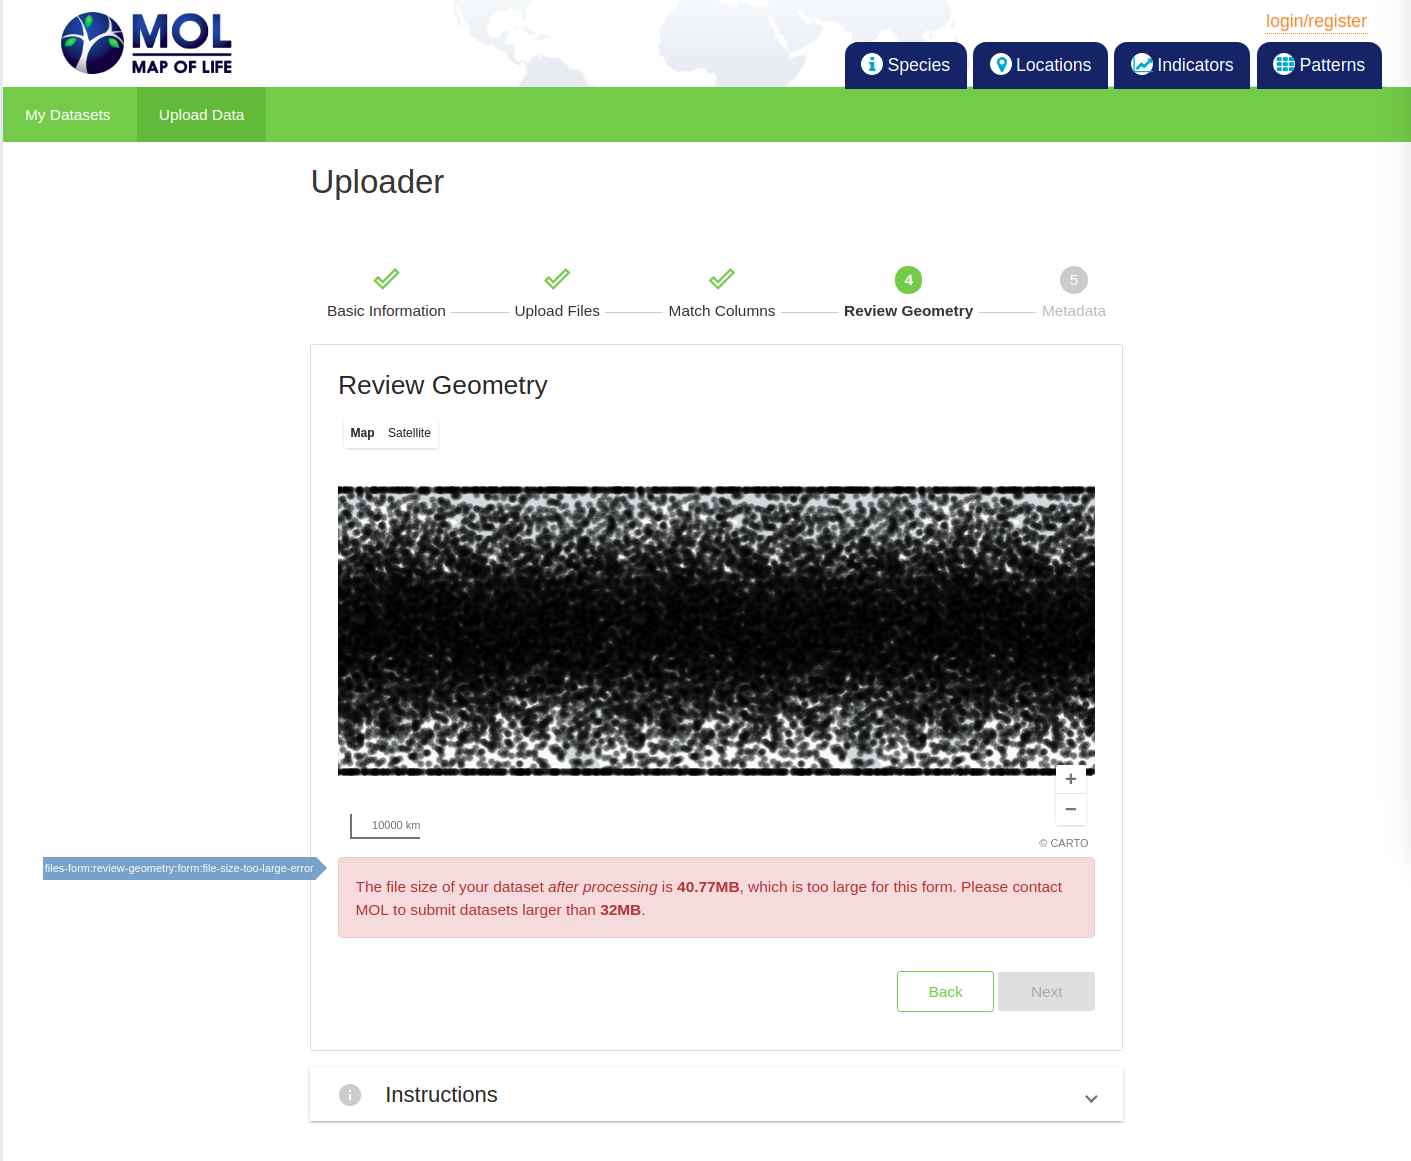 MOL
MAP OF LIFE
login/register
Species
Locations
Indicators
Patterns
My Datasets
Upload Data
Uploader
4
5
Basic Information
Upload Files
Match Columns
Review Geometry
Metadata
Review Geometry
Map
Satellite
+
−
10000 km
© CARTO
files-form:review-geometry:form:file-size-too-large-error
The file size of your dataset after processing is 40.77MB, which is too large for this form. Please contact
MOL to submit datasets larger than 32MB.
Back
Next
Instructions